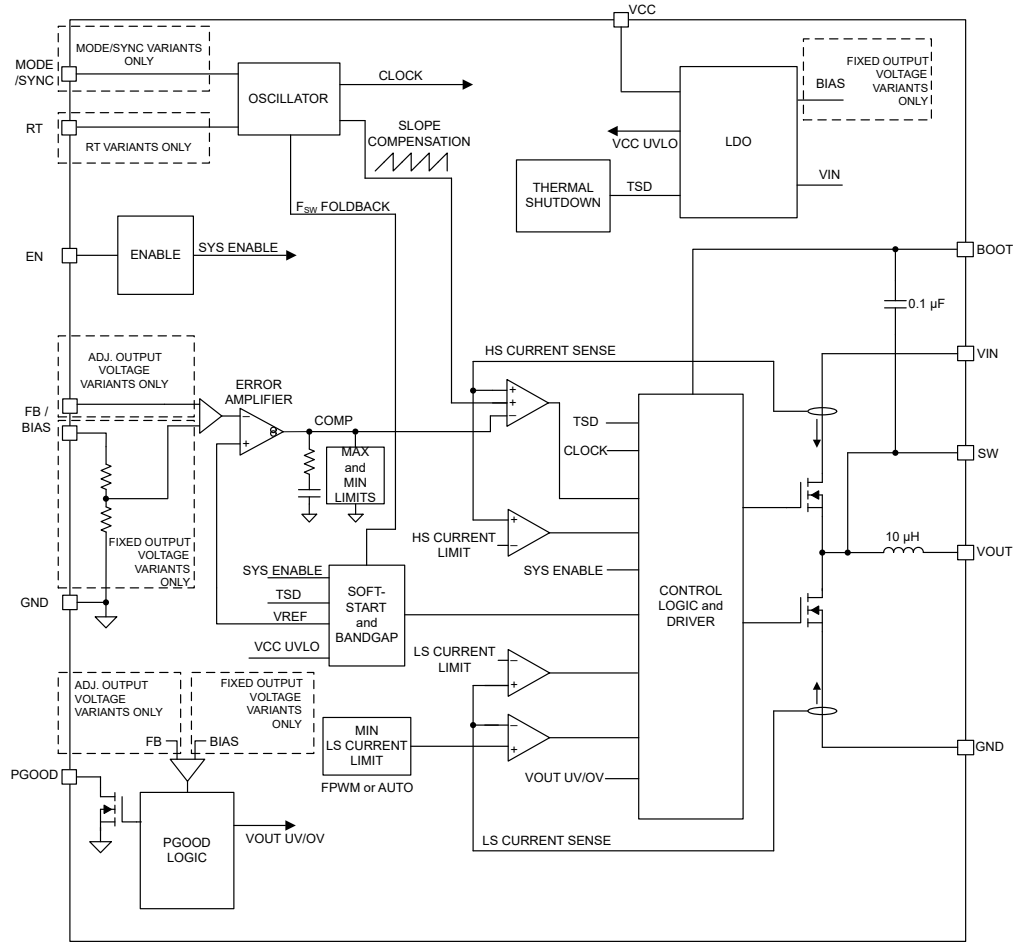 VCC
MODE/SYNC VARIANTS
ONLY
MODE
/SYNC
OSCILLATOR
CLOCK
RT
RT VARIANTS ONLY
SLOPE
COMPENSATION
FSW FOLDBACK
LDO
BIAS
FIXED OUTPUT
VOLTAGE
VARIANTS
ONLY
VCC UVLO
THERMAL
SHUTDOWN
TSD
VIN
EN
ENABLE
SYS ENABLE
BOOT
0.1 µF
VIN
SW
10 µH
VOUT
GND
ADJ. OUTPUT
VOLTAGE
VARIANTS ONLY
FB /
BIAS
ERROR
AMPLIFIER
−
+
COMP
MAX
and
MIN
LIMITS
FIXED OUTPUT
VOLTAGE
VARIANTS
ONLY
GND
HS CURRENT SENSE
+
+
−
TSD
CLOCK
+
−
HS CURRENT
LIMIT
SYS ENABLE
CONTROL
LOGIC and
DRIVER
SYS ENABLE
TSD
VREF
VCC UVLO
SOFT-
START
and
BANDGAP
LS CURRENT
LIMIT
−
+
−
+
MIN
LS CURRENT
LIMIT
FPWM or AUTO
VOUT UV/OV
LS CURRENT SENSE
ADJ. OUTPUT
VOLTAGE
VARIANTS ONLY
FIXED OUTPUT
VOLTAGE
VARIANTS
ONLY
FB
BIAS
PGOOD
PGOOD
LOGIC
VOUT UV/OV